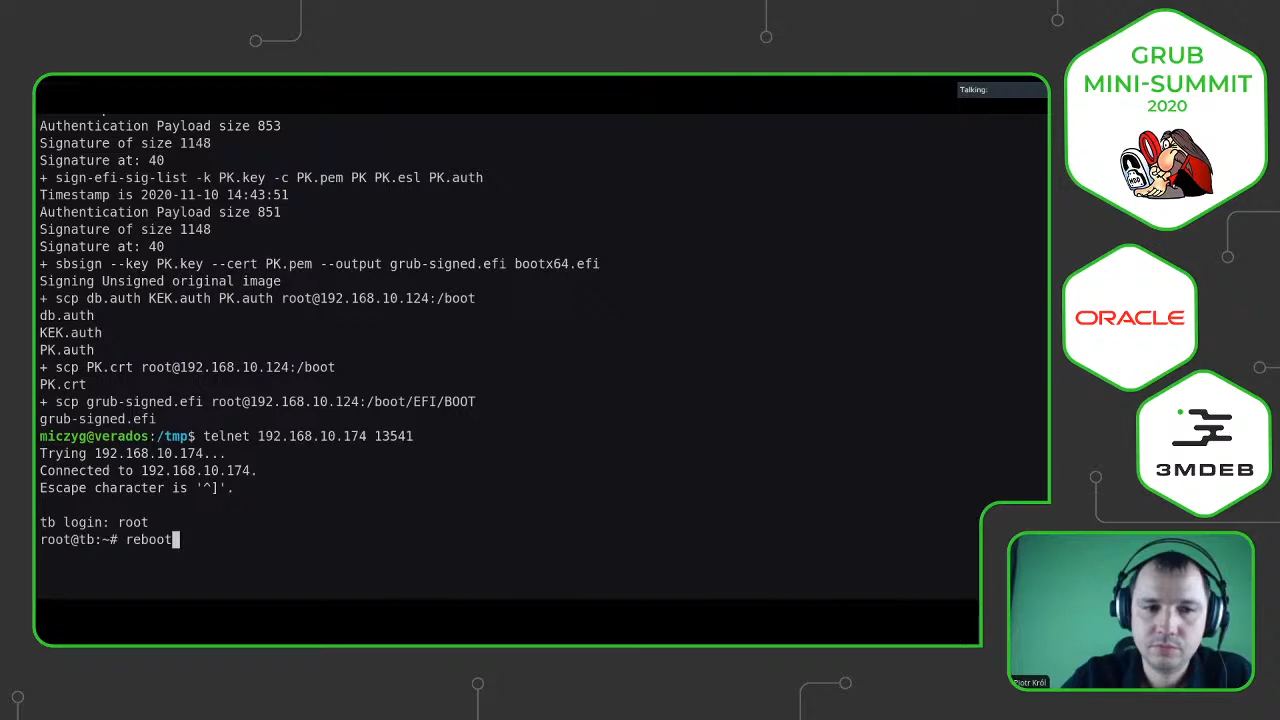 GRUB
MINI-SUMMIT
2020
Talking:
Authentication Payload size 853
Signature of size 1148
Signature at: 40
+ sign-efi-sig-list -k PK.key -c PK.pem PK PK.esl PK.auth
Timestamp is 2020-11-10 14:43:51
Authentication Payload size 851
Signature of size 1148
Signature at: 40
+ sbsign --key PK.key --cert PK.pem --output grub-signed.efi bootx64.efi
Signing Unsigned original image
+ scp db.auth KEK.auth PK.auth root@192.168.10.124:/boot
db.auth
KEK.auth
PK.auth
+ scp PK.crt root@192.168.10.124:/boot
PK.crt
+ scp grub-signed.efi root@192.168.10.124:/boot/EFI/BOOT
grub-signed.efi
miczyg@verados:/tmp$ telnet 192.168.10.174 13541
Trying 192.168.10.174...
Connected to 192.168.10.174.
Escape character is '^]'.
tb login: root
root@tb:~# reboot
ORACLE
3MDEB
Piotr Król